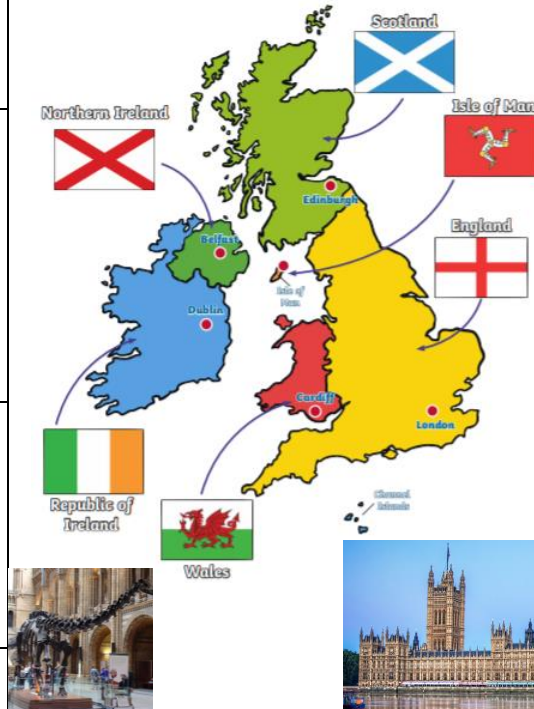 Scotland
Northern Ireland
Isle of Man
Edinburgh
England
Belfast
Isle of
Man
Dublin
Cardiff
London
Republic of
Ireland
Channel
Islands
Wales